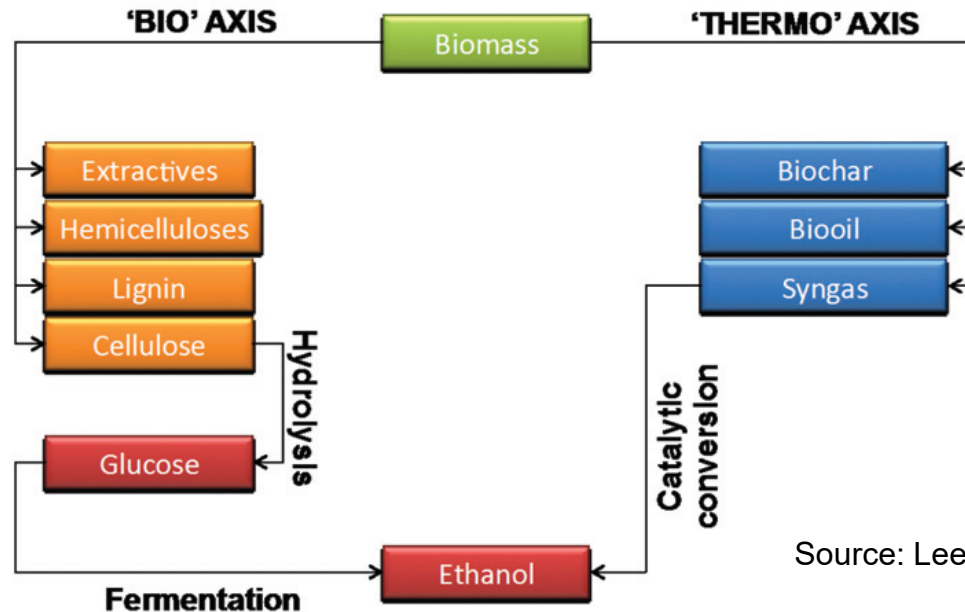 'BIO' AXIS
Biomass
'THERMO' AXIS
Extractives
Hemicelluloses
Lignin
Cellulose
Hydrolysis
Glucose
Fermentation
Biochar
Biooil
Syngas
Catalytic
conversion
Ethanol
Source: Lee